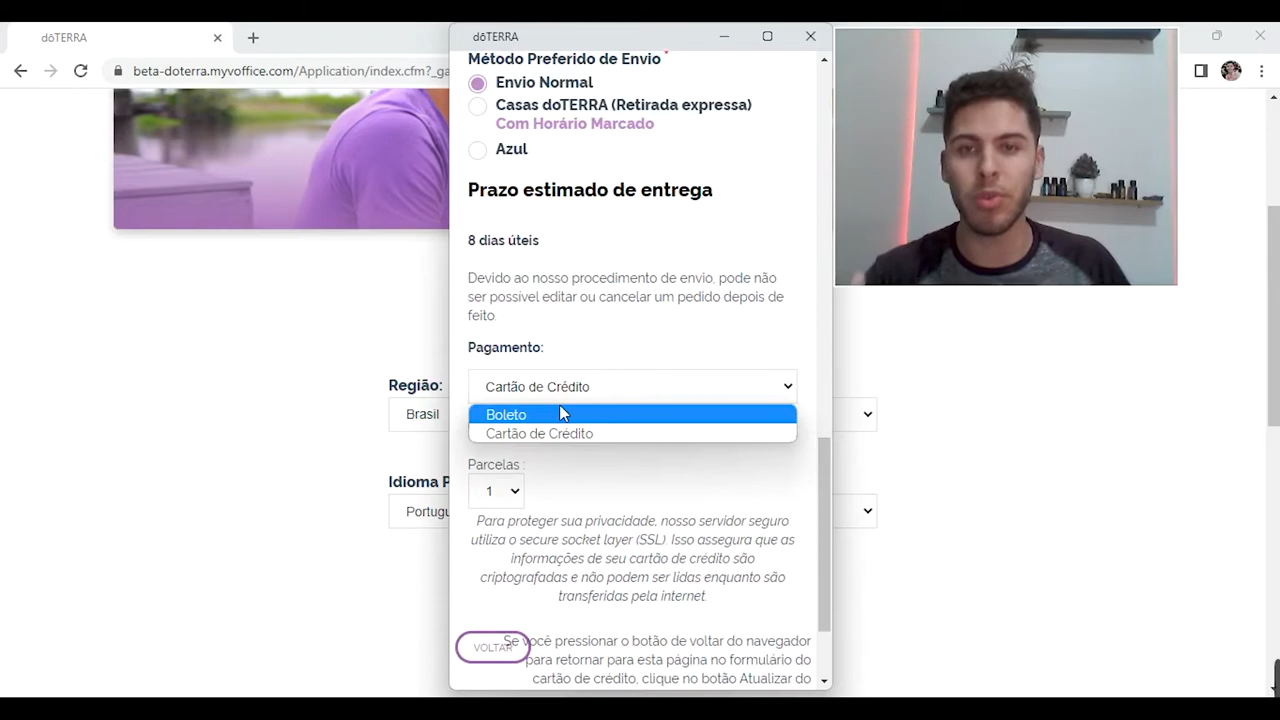 dōTERRA
dōTERRA
beta-doterra.myvoffice.com/Application/index.cfm?_ga
Método Preferido de Envio*
Envio Normal
Casas doTERRA (Retirada expressa)
Com Horário Marcado
Azul
Prazo estimado de entrega
8 dias úteis
Devido ao nosso procedimento de envio, pode não
ser possível editar ou cancelar um pedido depois de
feito.
Pagamento:
Cartão de Crédito
Boleto
Cartão de Crédito
Região:
Brasil
Parcelas :
1
Idioma P
Portugu
Para proteger sua privacidade, nosso servidor seguro
utiliza o secure socket layer (SSL). Isso assegura que as
informações de seu cartão de crédito são
criptografadas e não podem ser lidas enquanto são
transferidas pela internet.
VOLTAR
Se você pressionar o botão de voltar do navegador
para retornar para esta página no formulário do
cartão de crédito, clique no botão Atualizar do